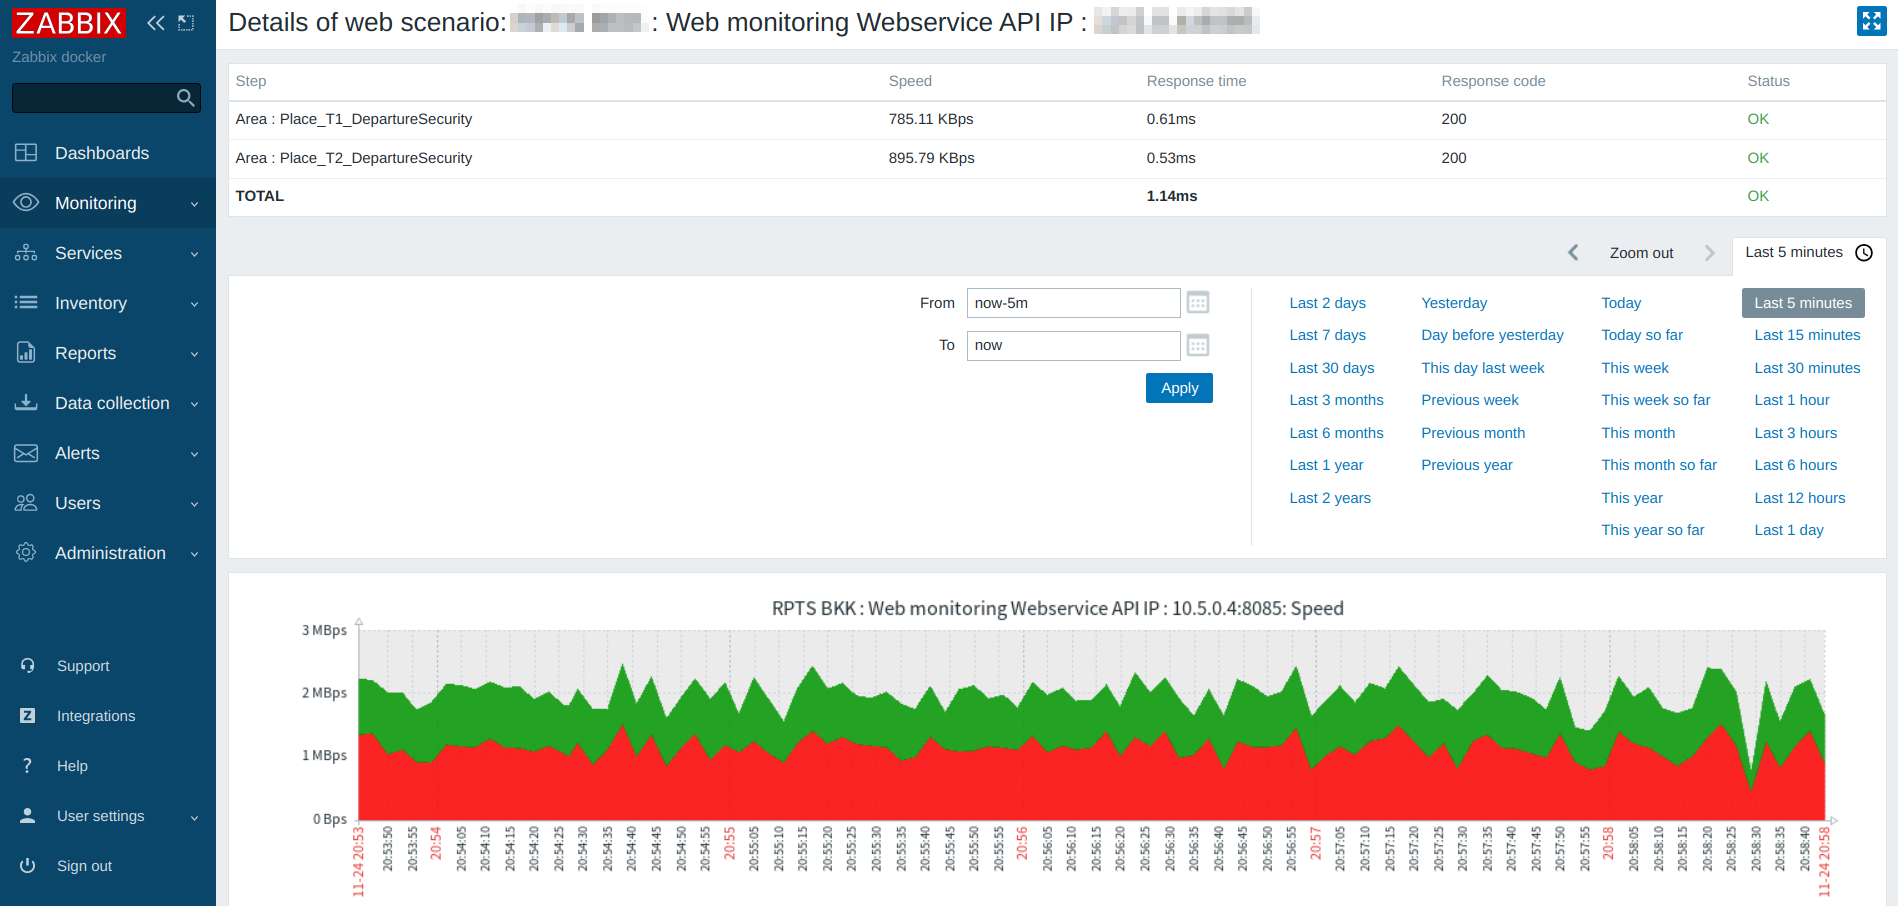 ZABBIX
Zabbix docker
Dashboards
Monitoring
Services
Inventory
Reports
Data collection
Alerts
Users
Administration
Support
Integrations
Help
User settings
Sign out
Details of web scenario: : Web monitoring Webservice API IP :
Step Speed Response time Response code Status
Area : Place_T1_DepartureSecurity 785.11 KBps 0.61ms 200 OK
Area : Place_T2_DepartureSecurity 895.79 KBps 0.53ms 200 OK
TOTAL 1.14ms OK
Zoom out Last 5 minutes
From now-5m
To now
Apply
Last 2 days Yesterday Today Last 5 minutes
Last 7 days Day before yesterday Today so far Last 15 minutes
Last 30 days This day last week This week Last 30 minutes
Last 3 months Previous week This week so far Last 1 hour
Last 6 months Previous month This month Last 3 hours
Last 1 year Previous year This month so far Last 6 hours
Last 2 years This year Last 12 hours
This year so far Last 1 day
RPTS BKK : Web monitoring Webservice API IP : 10.5.0.4:8085: Speed
3 MBps
2 MBps
1 MBps
0 Bps
11-24 20:53 20:53:50 20:53:55 20:54 20:54:05 20:54:10 20:54:15 20:54:20 20:54:25 20:54:30 20:54:35 20:54:40 20:54:45 20:54:50 20:54:55 20:55 20:55:05 20:55:10 20:55:15 20:55:20 20:55:25 20:55:30 20:55:35 20:55:40 20:55:45 20:55:50 20:55:55 20:56 20:56:05 20:56:10 20:56:15 20:56:20 20:56:25 20:56:30 20:56:35 20:56:40 20:56:45 20:56:50 20:56:55 20:57 20:57:05 20:57:10 20:57:15 20:57:20 20:57:25 20:57:30 20:57:35 20:57:40 20:57:45 20:57:50 20:57:55 20:58 20:58:05 20:58:10 20:58:15 20:58:20 20:58:25 20:58:30 20:58:35 20:58:40 11-24 20:58